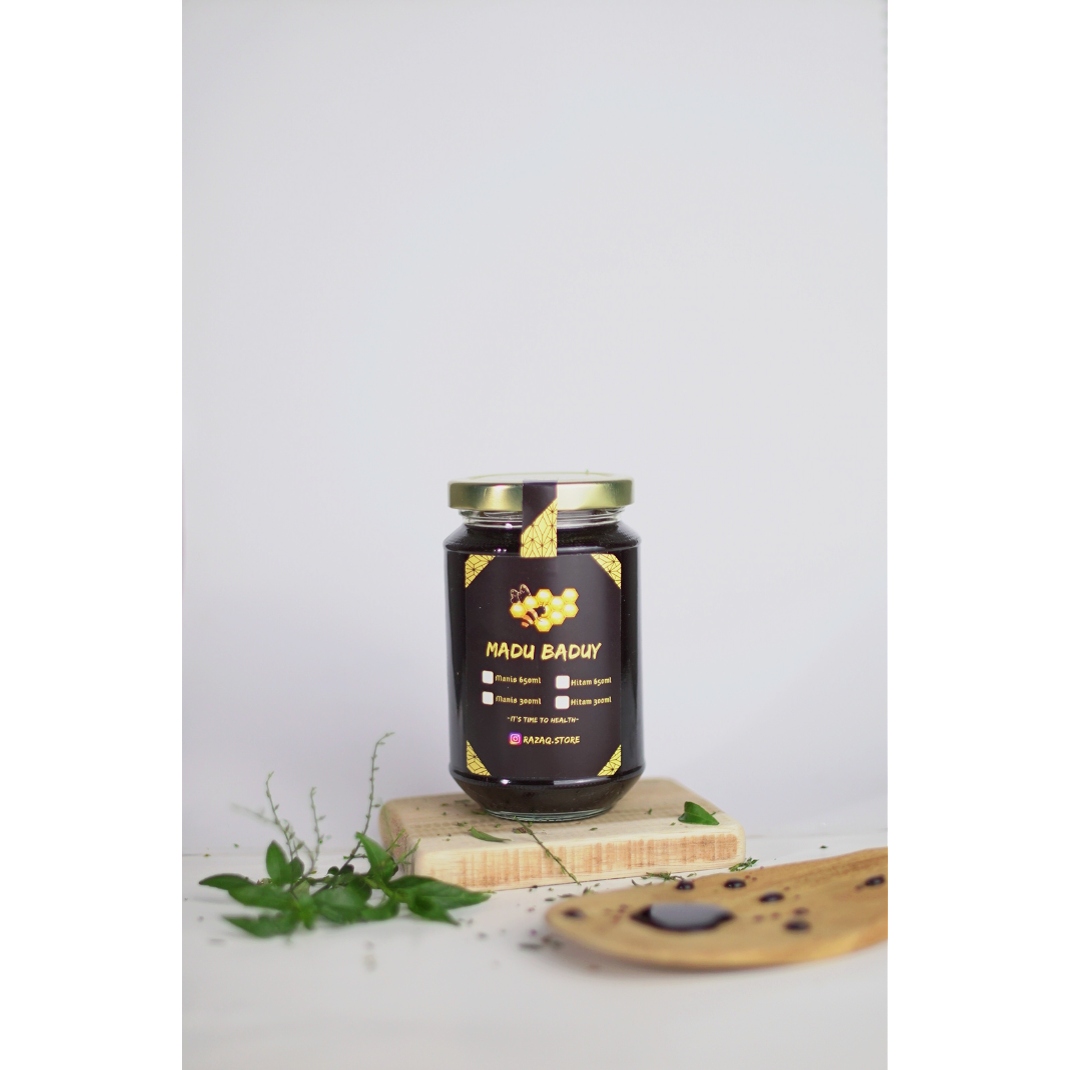 MADU BADUY
Manis 650ml Hitam 650ml
Manis 300ml Hitam 300ml
-IT'S TIME TO HEALTH-
RAZAQ.STORE